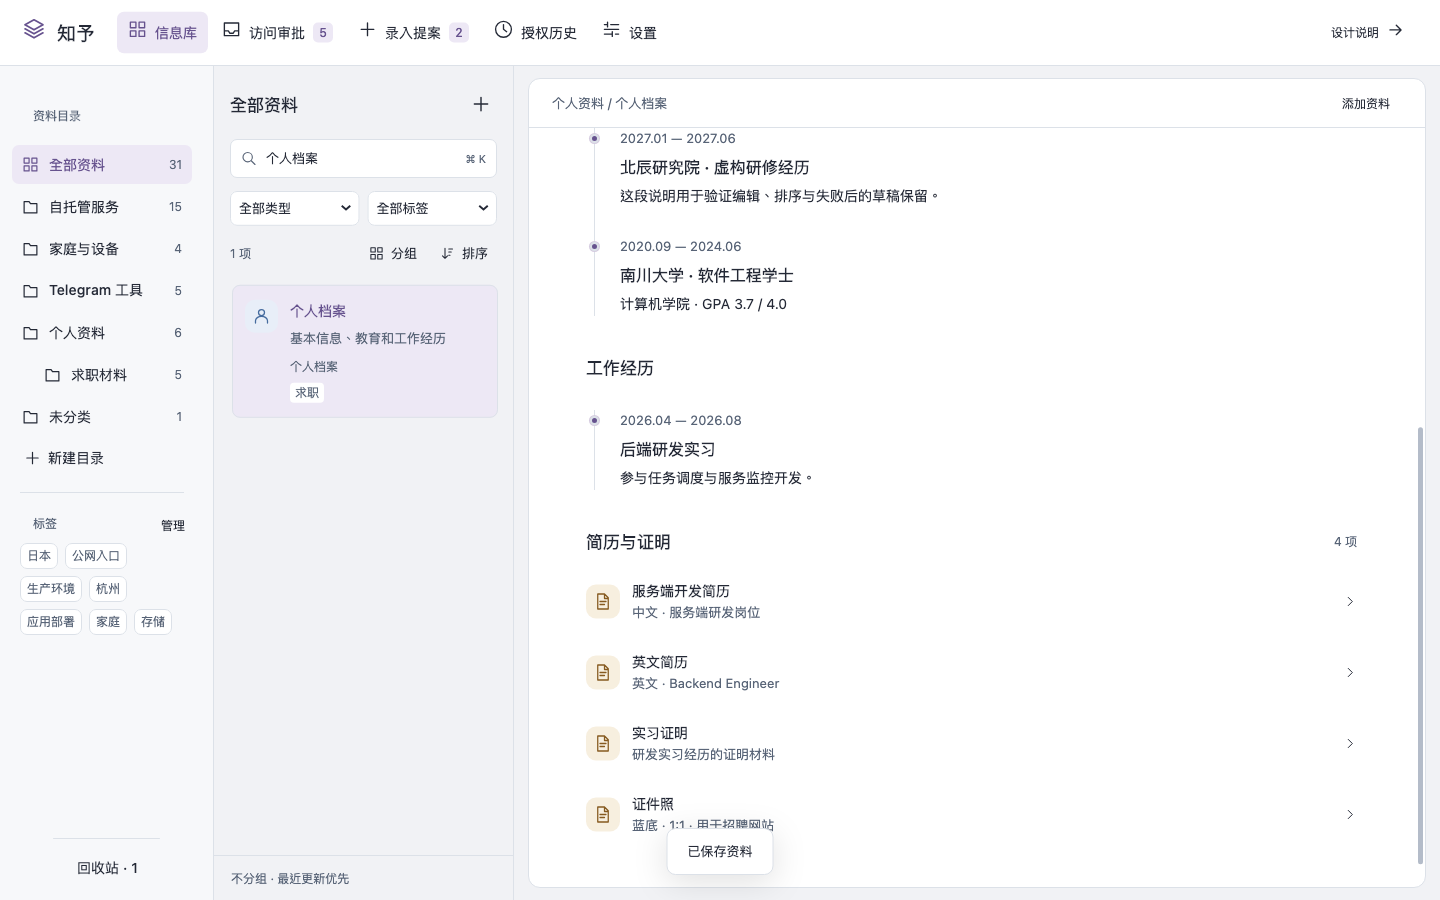 知予
信息库
访问审批 5
录入提案 2
授权历史
设置
设计说明
资料目录
全部资料 31
自托管服务 15
家庭与设备 4
Telegram 工具 5
个人资料 6
求职材料 5
未分类 1
新建目录
标签 管理
日本 公网入口
生产环境 杭州
应用部署 家庭 存储
回收站 · 1
全部资料
个人档案 ⌘ K
全部类型 全部标签
1 项 分组 排序
个人档案
基本信息、教育和工作经历
个人档案
求职
不分组 · 最近更新优先
个人资料 / 个人档案 添加资料
2027.01 — 2027.06
北辰研究院 · 虚构研修经历
这段说明用于验证编辑、排序与失败后的草稿保留。
2020.09 — 2024.06
南川大学 · 软件工程学士
计算机学院 · GPA 3.7 / 4.0
工作经历
2026.04 — 2026.08
后端研发实习
参与任务调度与服务监控开发。
简历与证明 4 项
服务端开发简历
中文 · 服务端研发岗位
英文简历
英文 · Backend Engineer
实习证明
研发实习经历的证明材料
证件照
蓝底 · 1:1 · 用于招聘网站
已保存资料